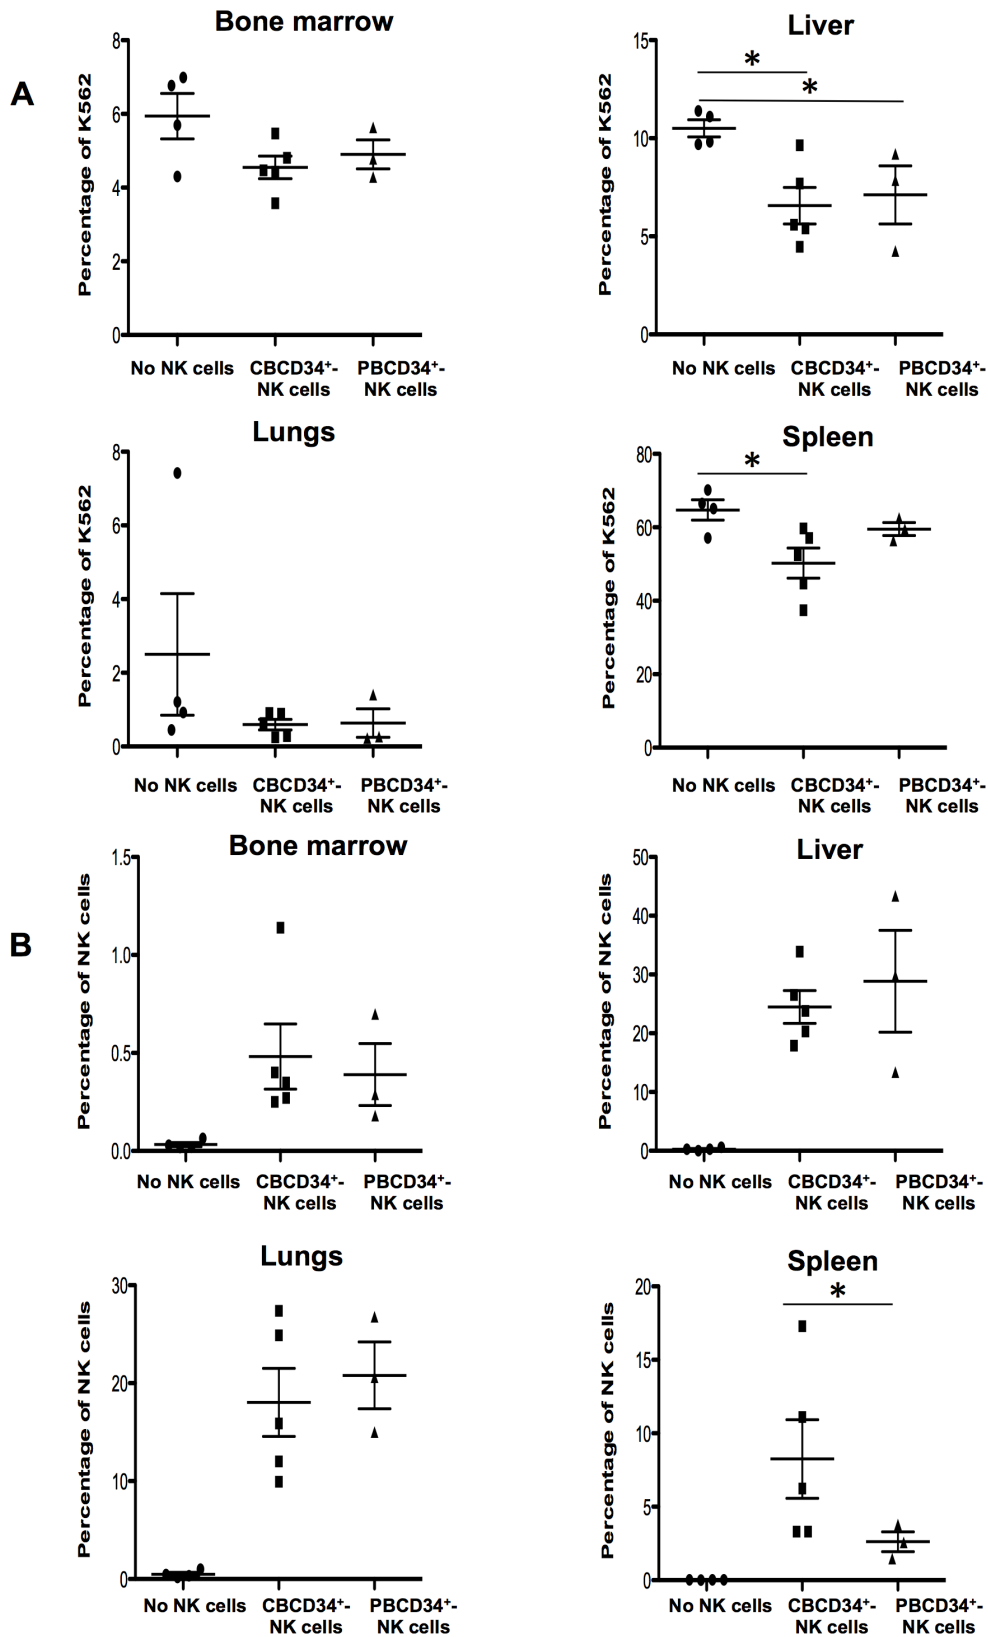 A
Bone marrow
Percentage of K562
8
6
4
2
0
No NK cells
CBCD34⁺-
NK cells
PBCD34⁺-
NK cells
Liver
Percentage of K562
15
10
5
0
*
*
No NK cells
CBCD34⁺-
NK cells
PBCD34⁺-
NK cells
Lungs
Percentage of K562
8
6
4
2
0
No NK cells
CBCD34⁺-
NK cells
PBCD34⁺-
NK cells
Spleen
Percentage of K562
80
60
40
20
0
*
No NK cells
CBCD34⁺-
NK cells
PBCD34⁺-
NK cells
B
Bone marrow
Percentage of NK cells
1.5
1.0
0.5
0.0
No NK cells
CBCD34⁺-
NK cells
PBCD34⁺-
NK cells
Liver
Percentage of NK cells
50
40
30
20
10
0
No NK cells
CBCD34⁺-
NK cells
PBCD34⁺-
NK cells
Lungs
Percentage of NK cells
30
20
10
0
No NK cells
CBCD34⁺-
NK cells
PBCD34⁺-
NK cells
Spleen
Percentage of NK cells
20
15
10
5
0
*
No NK cells
CBCD34⁺-
NK cells
PBCD34⁺-
NK cells